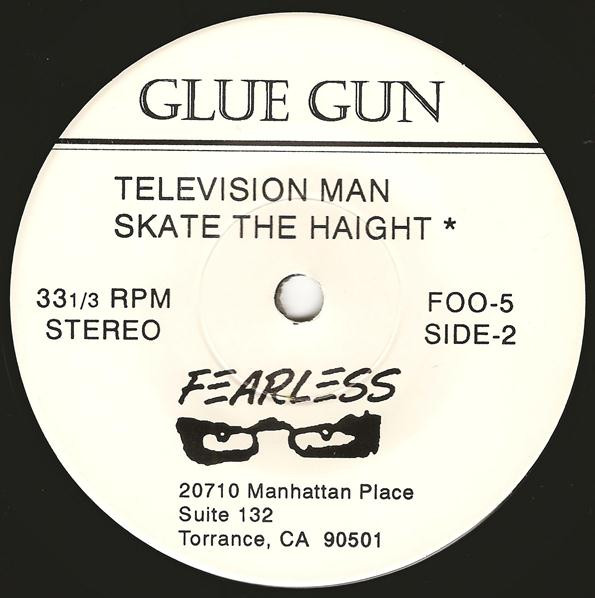 GLUE GUN
TELEVISION MAN
SKATE THE HAIGHT *
33 1/3 RPM
STEREO
FOO-5
SIDE-2
FEARLESS
20710 Manhattan Place
Suite 132
Torrance, CA 90501